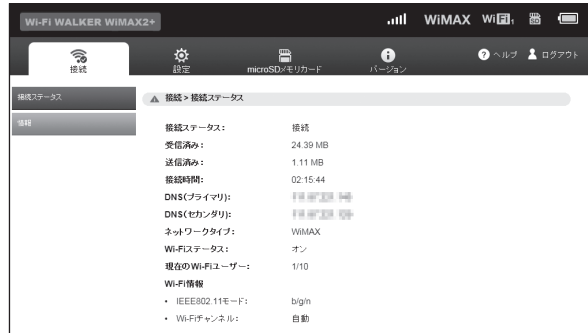 Wi-Fi WALKER WiMAX2+
WiMAX WiFi1
接続
設定
microSDメモリカード
バージョン
ヘルプ
ログアウト
接続ステータス
情報
接続 > 接続ステータス
接続ステータス： 接続
受信済み： 24.39 MB
送信済み： 1.11 MB
接続時間： 02:15:44
DNS(プライマリ)：
DNS(セカンダリ)：
ネットワークタイプ： WiMAX
Wi-Fiステータス： オン
現在のWi-Fiユーザー： 1/10
Wi-Fi情報
• IEEE802.11モード： b/g/n
• Wi-Fiチャンネル： 自動